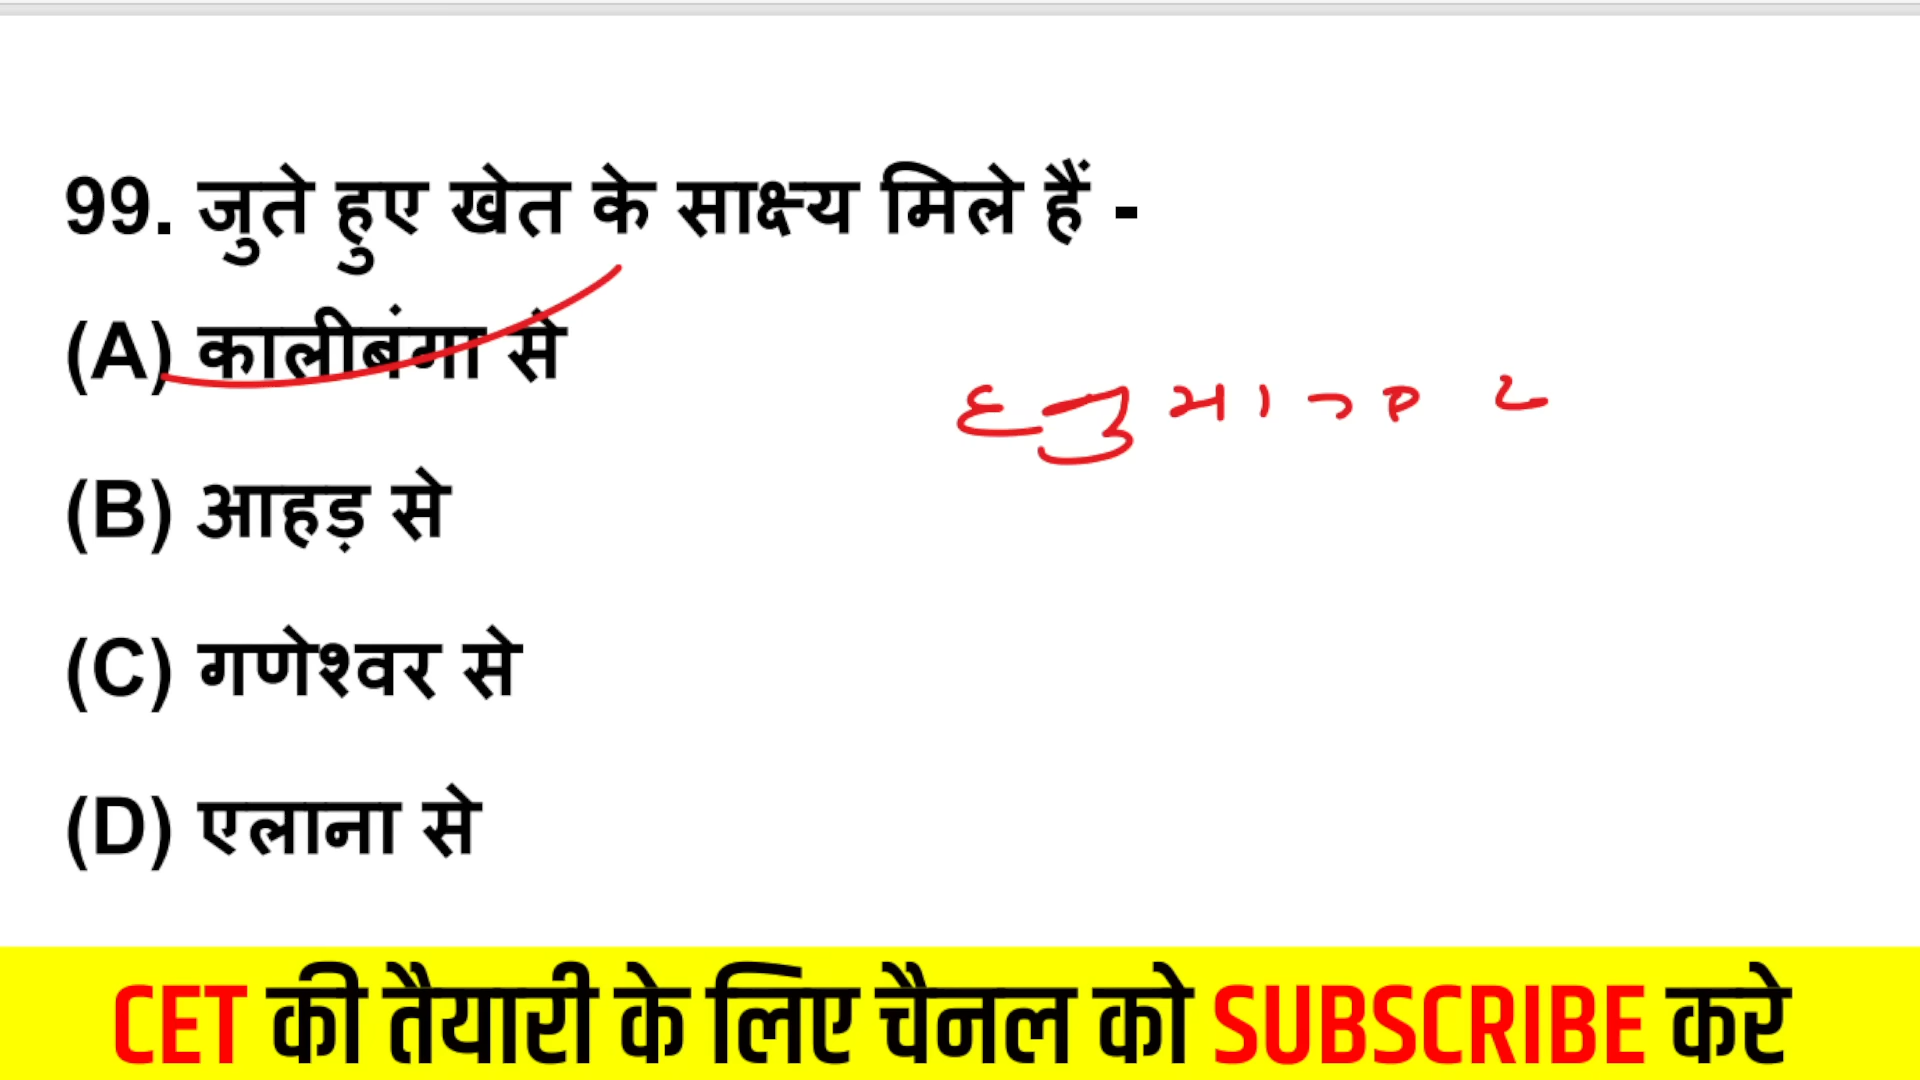 99. जुते हुए खेत के साक्ष्य मिले हैं -
(A) कालीबंगा से
(B) आहड़ से
(C) गणेश्वर से
(D) एलाना से
CET की तैयारी के लिए चैनल को SUBSCRIBE करे